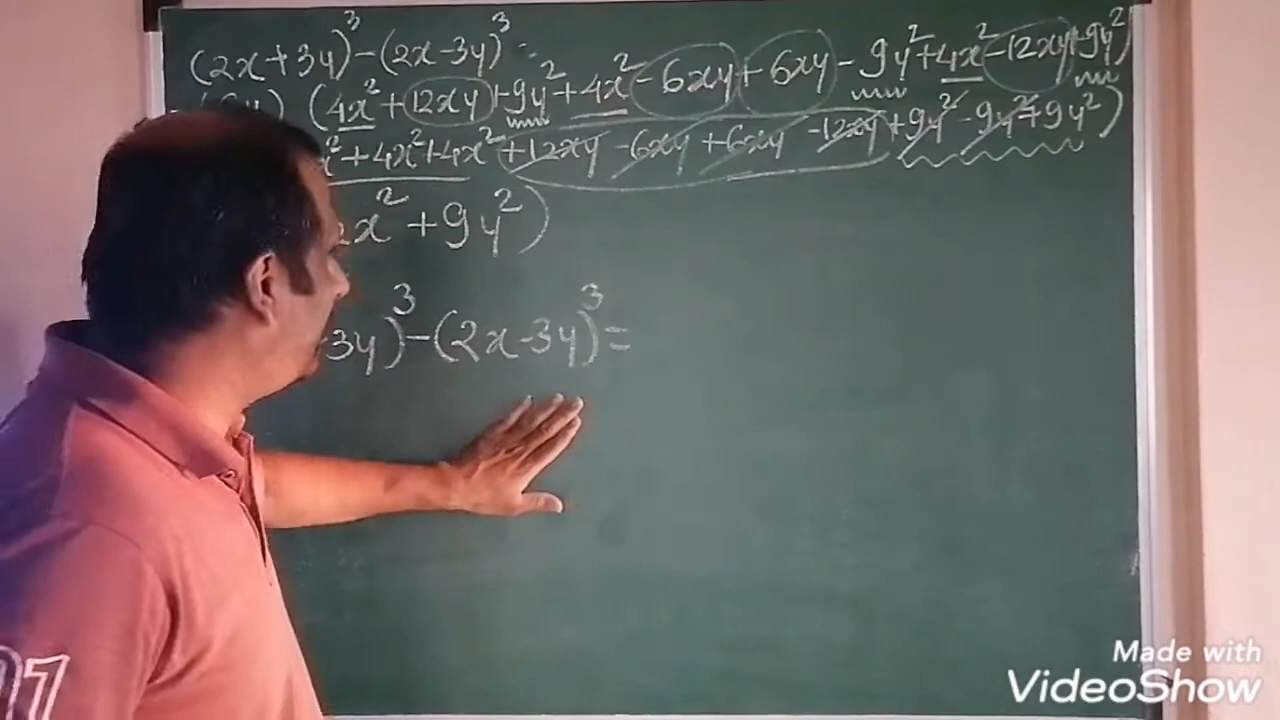 (2x+3y)³-(2x-3y)³
(4x²+12xy+9y²+4x²-6xy+6xy-9y²+4x²-12xy+9y²)
x²+4x²+4x²+12xy-6xy+6xy-12xy+9y²-9y²+9y²)
x²+9y²)
3y)³-(2x-3y)³=
Made with
VideoShow